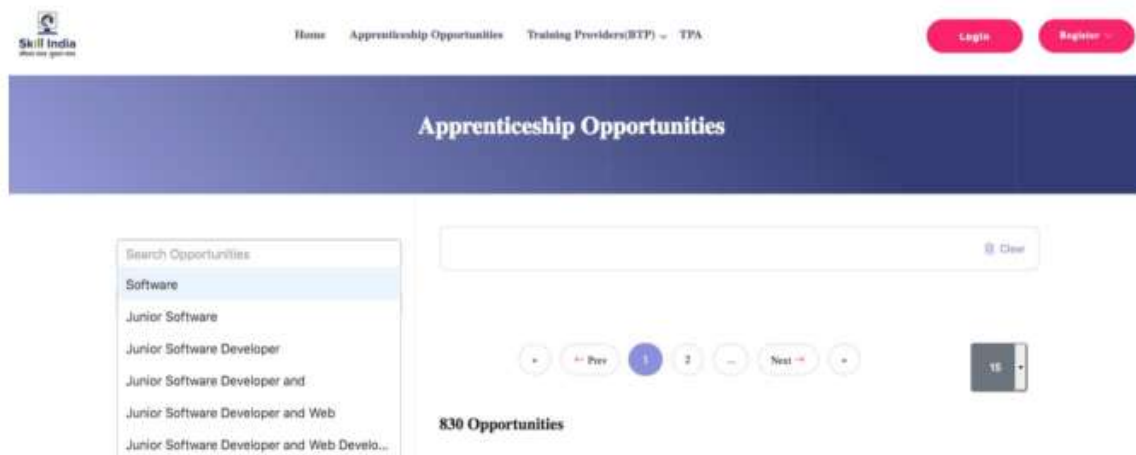 Skill India
Home Apprenticeship Opportunities Training Providers(BTP) TPA
Login
Register
Apprenticeship Opportunities
Search Opportunities
Software
Junior Software
Junior Software Developer
Junior Software Developer and
Junior Software Developer and Web
Junior Software Developer and Web Develo...
Clear
« ← Prev 1 2 ... Next → »
15
830 Opportunities